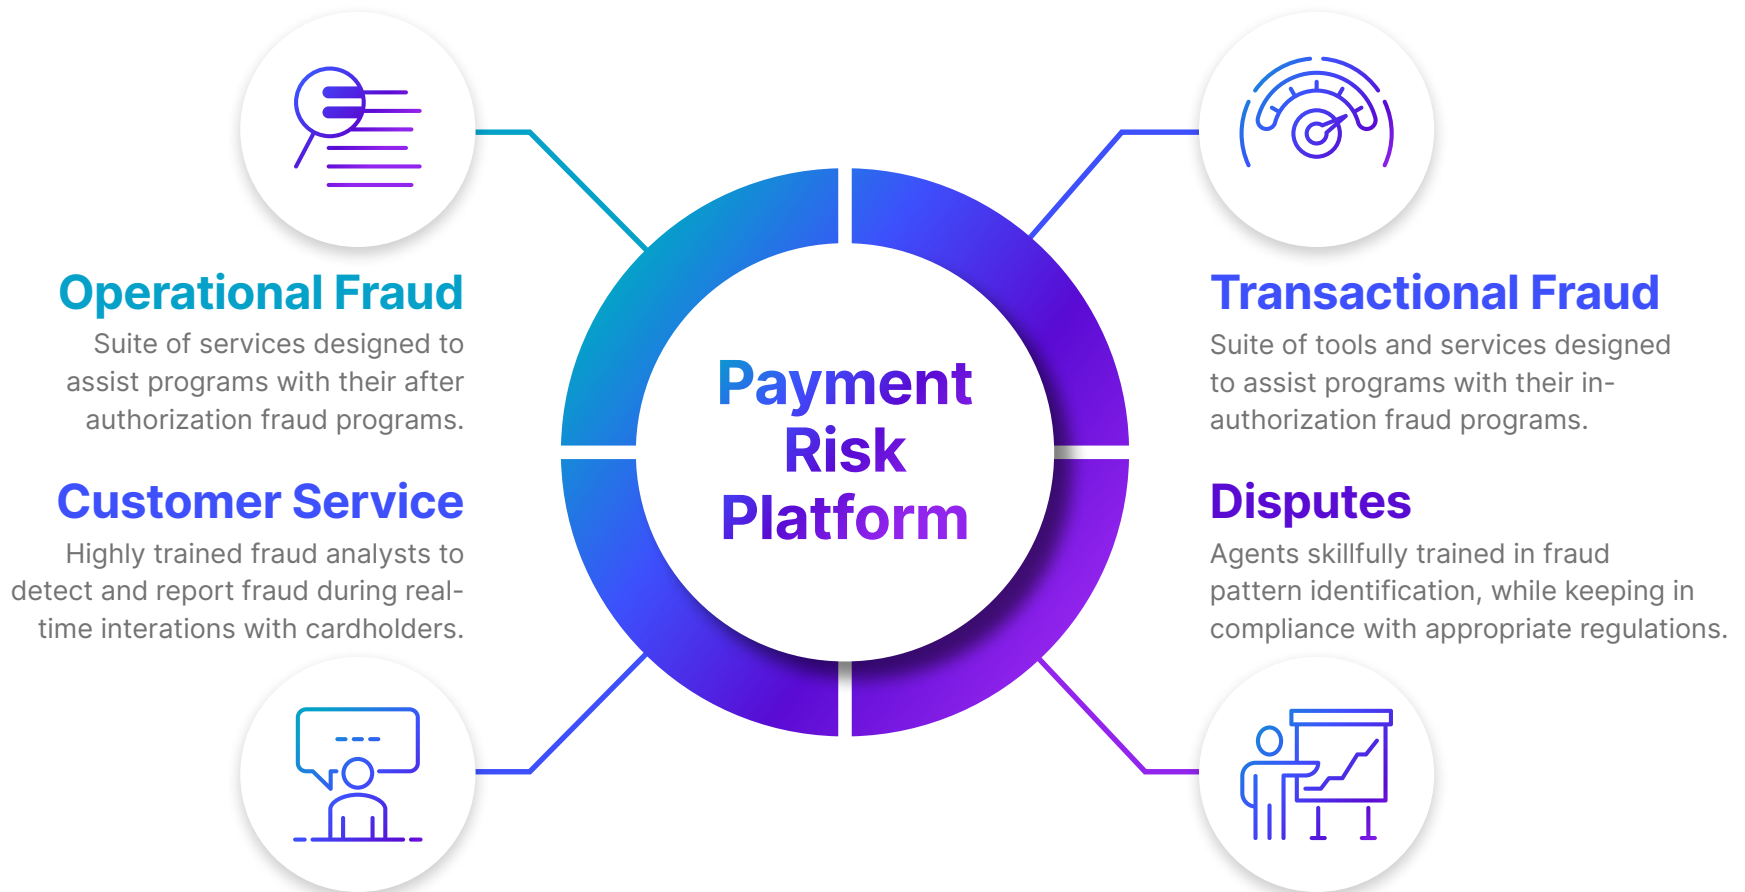 Operational Fraud
Suite of services designed to
assist programs with their after
authorization fraud programs.
Customer Service
Highly trained fraud analysts to
detect and report fraud during real-
time interations with cardholders.
Payment
Risk
Platform
Transactional Fraud
Suite of tools and services designed
to assist programs with their in-
authorization fraud programs.
Disputes
Agents skillfully trained in fraud
pattern identification, while keeping in
compliance with appropriate regulations.